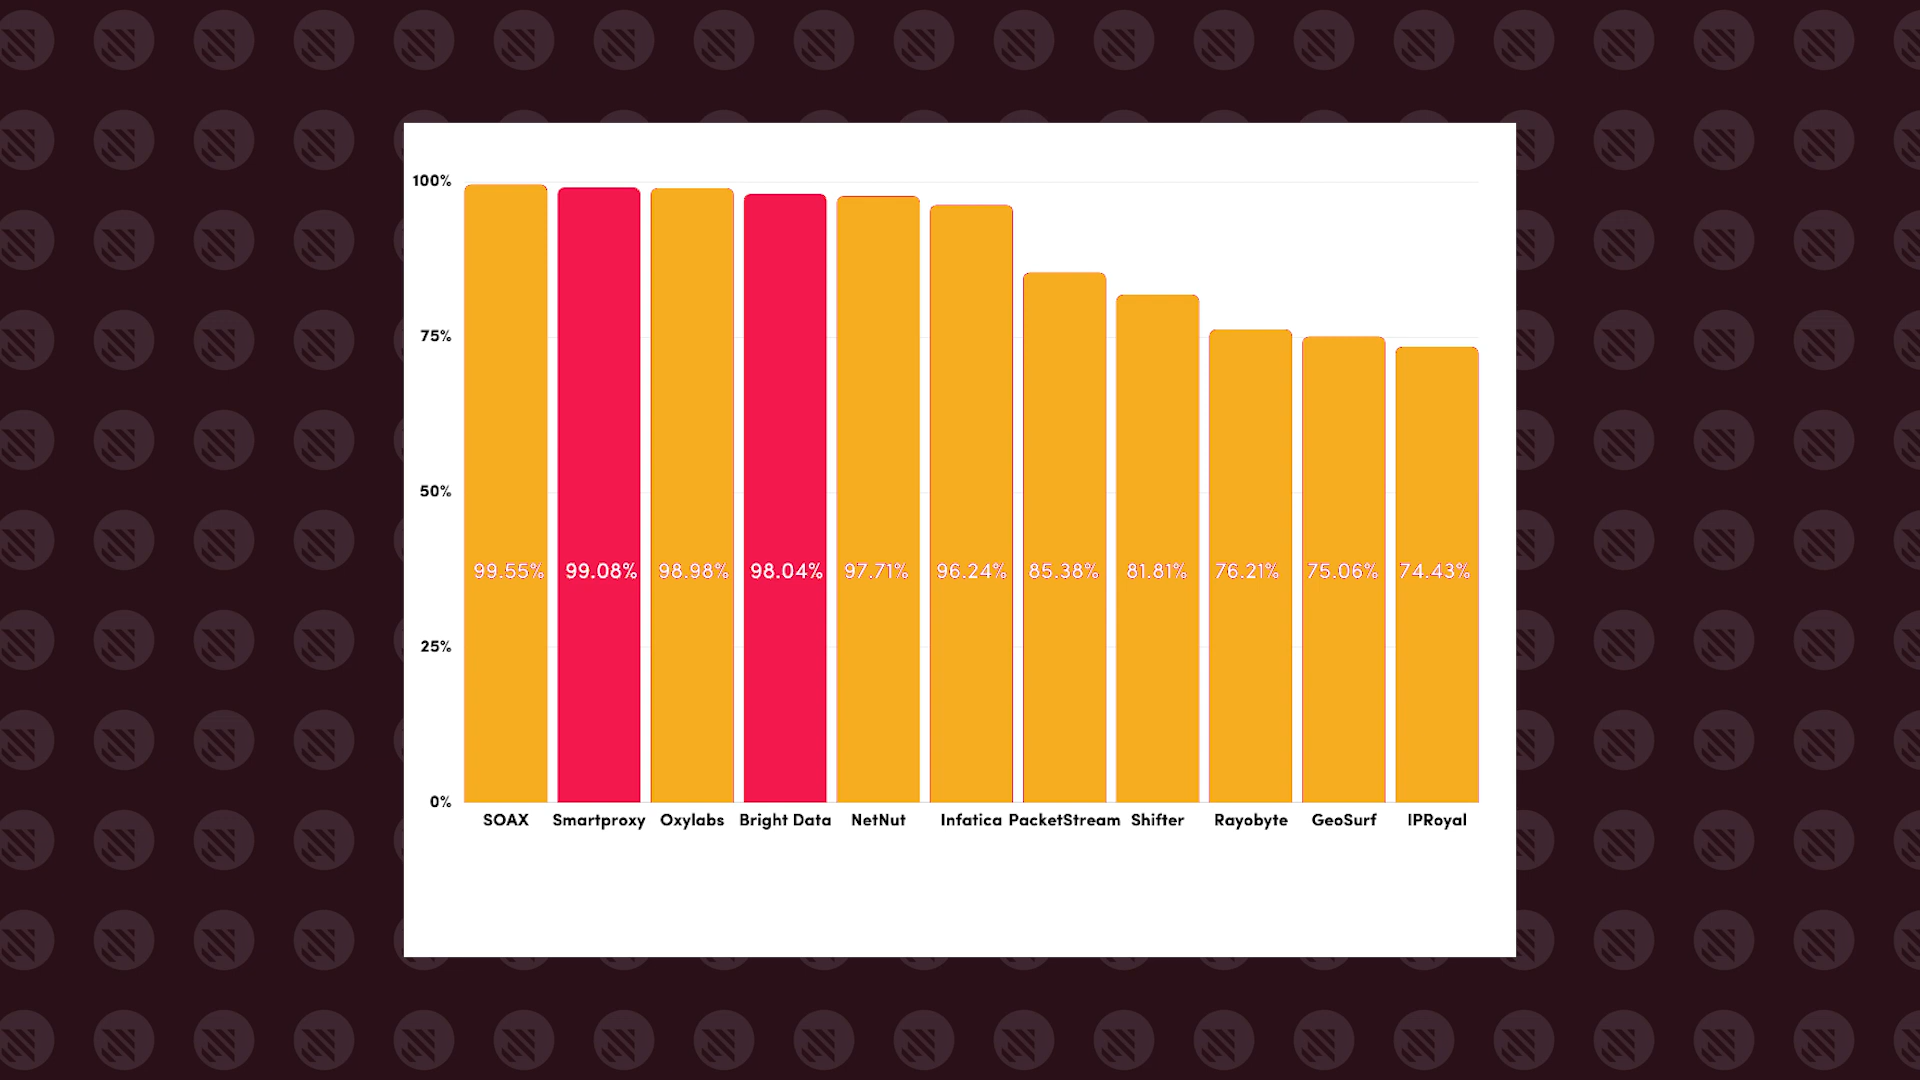 100%
75%
50%
99.55% 99.08% 98.98% 98.04% 97.71% 96.24% 85.38% 81.81% 76.21% 75.06% 74.43%
25%
0%
SOAX Smartproxy Oxylabs Bright Data NetNut Infatica PacketStream Shifter Rayobyte GeoSurf IPRoyal